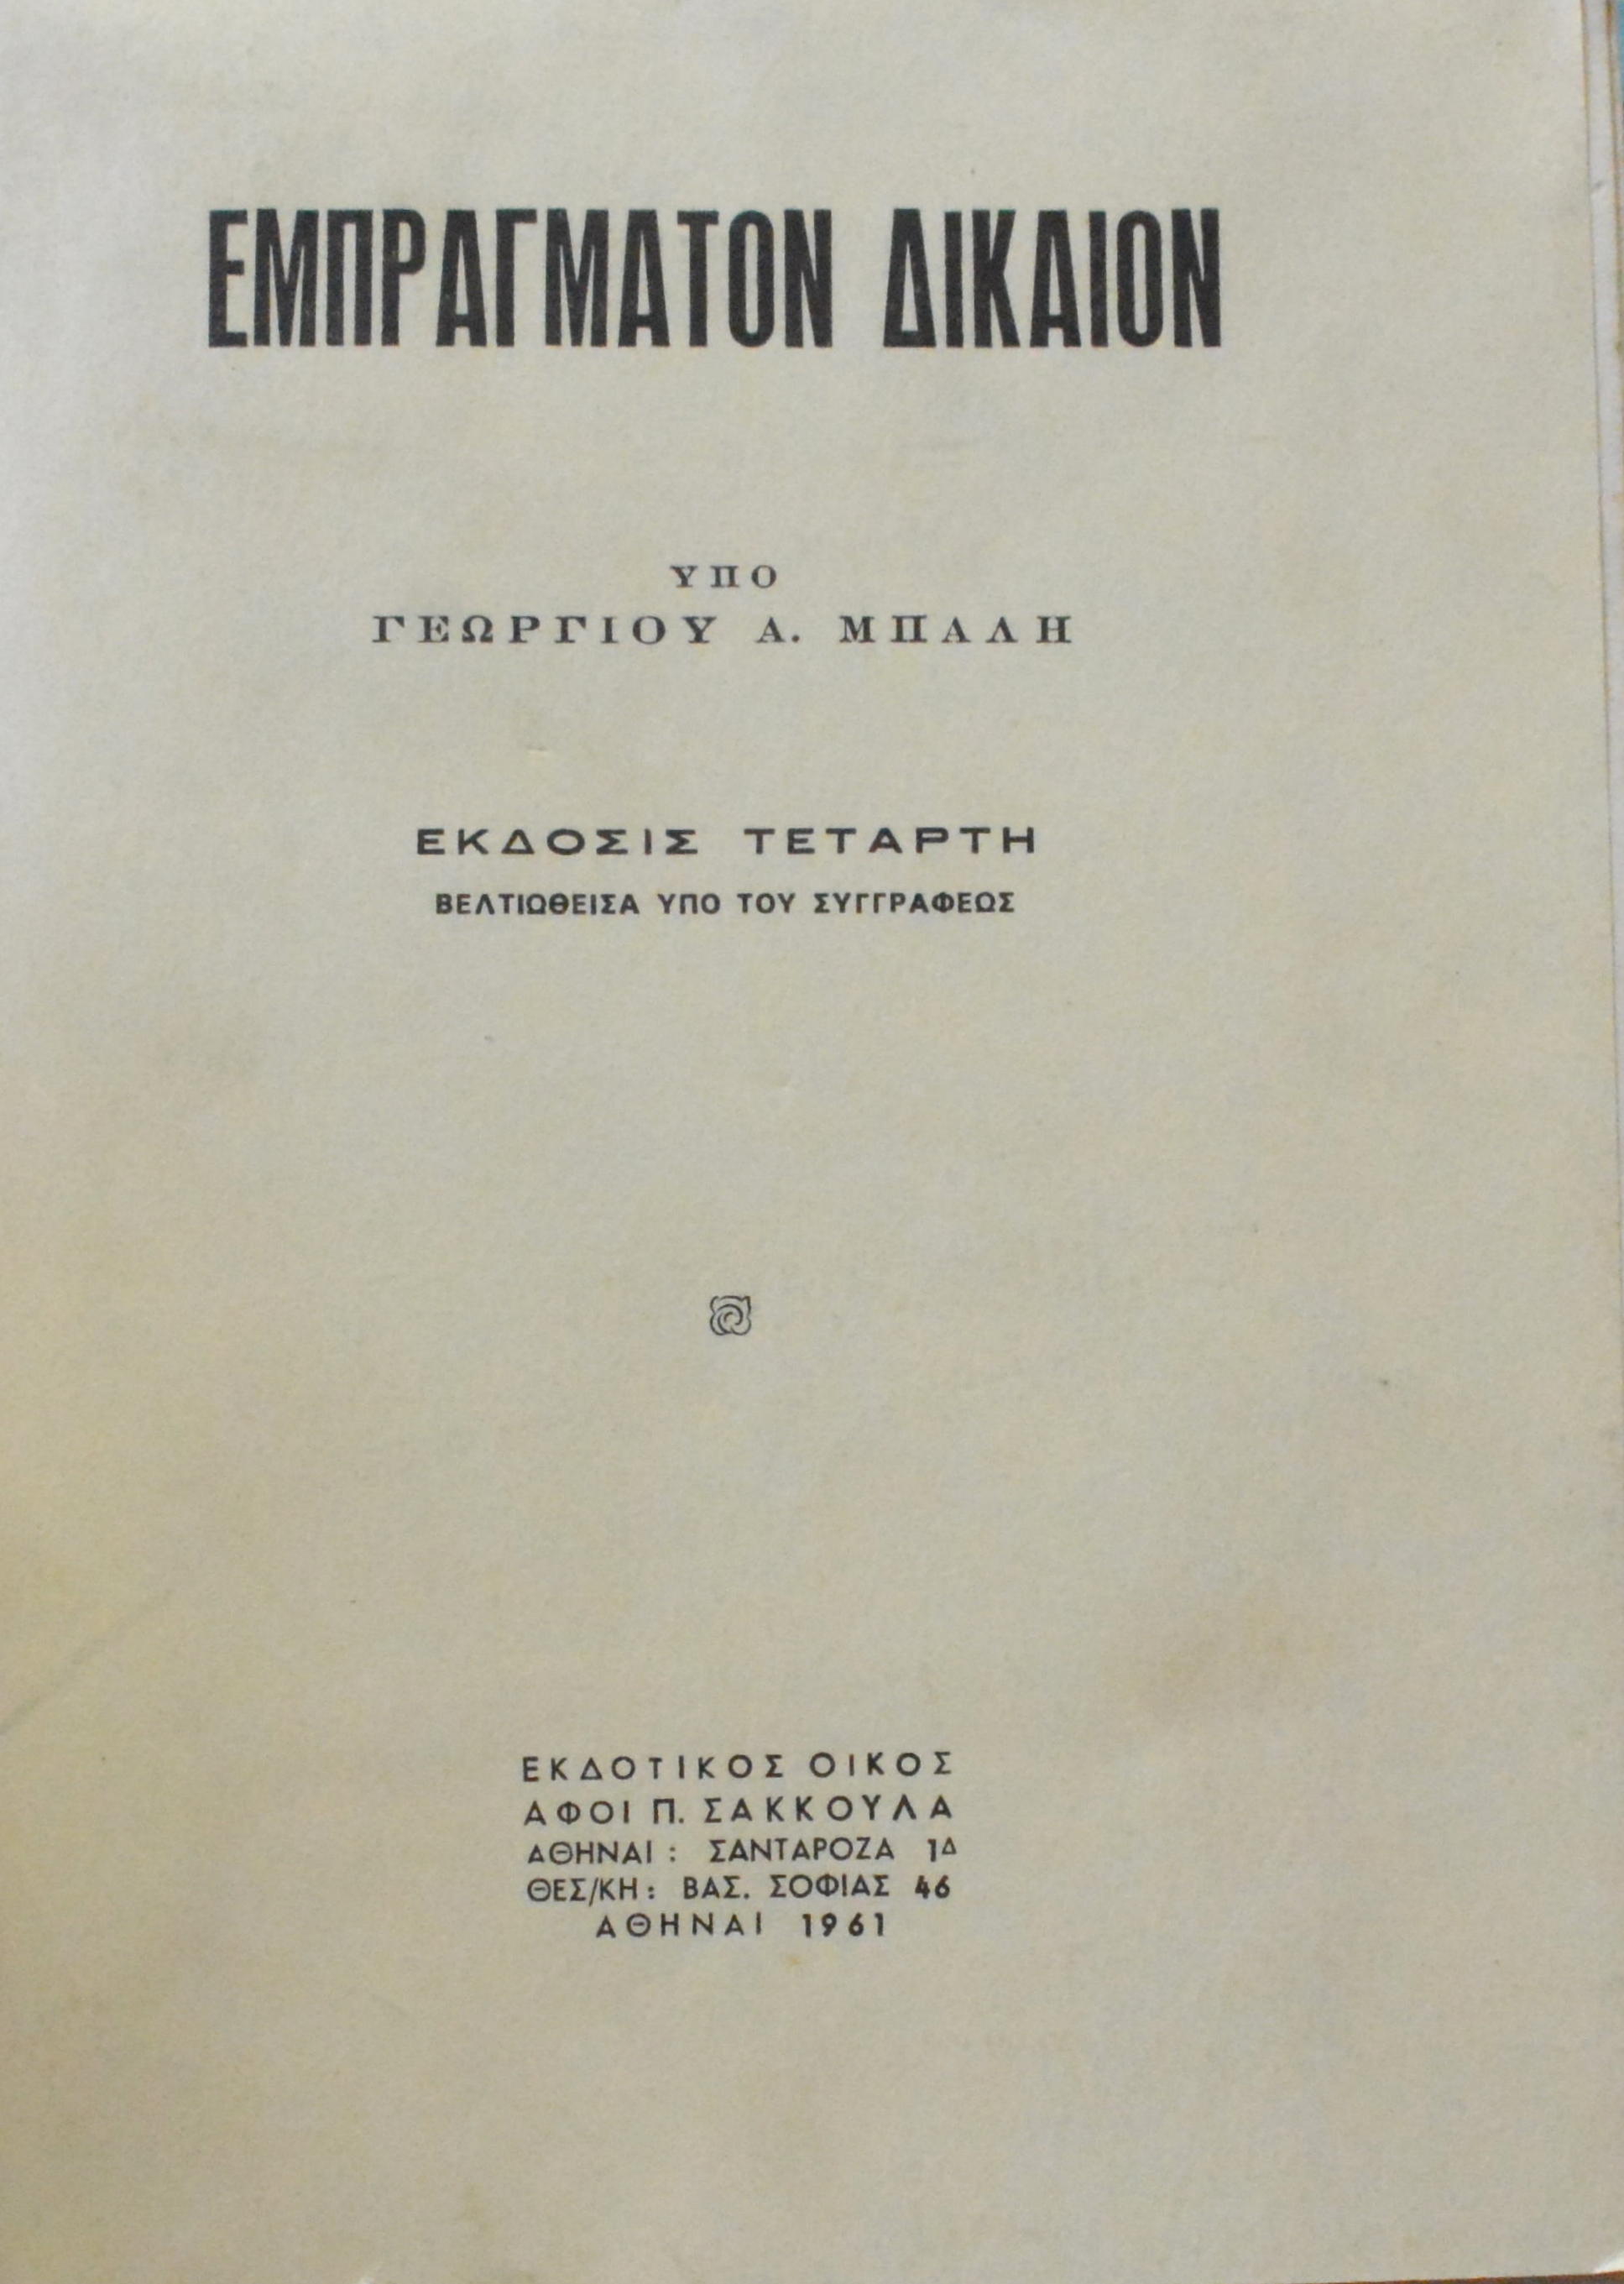 ΕΜΠΡΑΓΜΑΤΟΝ ΔΙΚΑΙΟΝ
ΥΠΟ
ΓΕΩΡΓΙΟΥ Α. ΜΠΑΛΗ
ΕΚΔΟΣΙΣ ΤΕΤΑΡΤΗ
ΒΕΛΤΙΩΘΕΙΣΑ ΥΠΟ ΤΟΥ ΣΥΓΓΡΑΦΕΩΣ
ΕΚΔΟΤΙΚΟΣ ΟΙΚΟΣ
ΑΦΟΙ Π. ΣΑΚΚΟΥΛΑ
ΑΘΗΝΑΙ : ΣΑΝΤΑΡΟΖΑ 1Δ
ΘΕΣ/ΚΗ : ΒΑΣ. ΣΟΦΙΑΣ 46
ΑΘΗΝΑΙ 1961